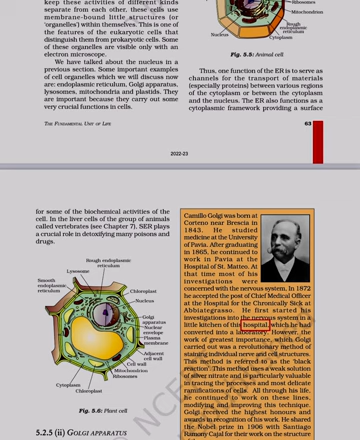 keep these activities of different kinds
separate from each other, these cells use
membrane-bound little structures (or
'organelles') within themselves. This is one of
the features of the eukaryotic cells that
distinguish them from prokaryotic cells. Some
of these organelles are visible only with an
electron microscope.
We have talked about the nucleus in a
previous section. Some important examples
of cell organelles which we will discuss now
are: endoplasmic reticulum, Golgi apparatus,
lysosomes, mitochondria and plastids. They
are important because they carry out some
very crucial functions in cells.
Ribosomes
Mitochondrion
Rough
endoplasmic
reticulum
Nucleus
Cytoplasm
Fig. 5.5: Animal cell
Thus, one function of the ER is to serve as
channels for the transport of materials
(especially proteins) between various regions
of the cytoplasm or between the cytoplasm
and the nucleus. The ER also functions as a
cytoplasmic framework providing a surface
THE FUNDAMENTAL UNIT OF LIFE
63
2022-23
for some of the biochemical activities of the
cell. In the liver cells of the group of animals
called vertebrates (see Chapter 7), SER plays
a crucial role in detoxifying many poisons and
drugs.
Rough endoplasmic
reticulum
Lysosome
Smooth
endoplasmic
reticulum
Chloroplast
Nucleus
Golgi
apparatus
Nuclear
envelope
Plasma
membrane
Adjacent
cell wall
Cell wall
Mitochondrion
Ribosomes
Cytoplasm
Chloroplast
Fig. 5.6: Plant cell
5.2.5 (ii) GOLGI APPARATUS
Camillo Golgi was born at
Corteno near Brescia in
1843. He studied
medicine at the University
of Pavia. After graduating
in 1865, he continued to
work in Pavia at the
Hospital of St. Matteo. At
that time most of his
investigations were
concerned with the nervous system, In 1872
he accepted the post of Chief Medical Officer
at the Hospital for the Chronically Sick at
Abbiategrasso. He first started his
investigations into the nervous system in a
little kitchen of this hospital, which he had
converted into a laboratory. However, the
work of greatest importance, which Golgi
carried out was a revolutionary method of
staining individual nerve and cell structures.
This method is referred to as the 'black
reaction'. This method uses a weak solution
of silver nitrate and is particularly valuable
in tracing the processes and most delicate
ramifications of cells. All through his life,
he continued to work on these lines,
modifying and improving this technique.
Golgi received the highest honours and
awards in recognition of his work. He shared
the Nobel prize in 1906 with Santiago
Ramony Cajal for their work on the structure